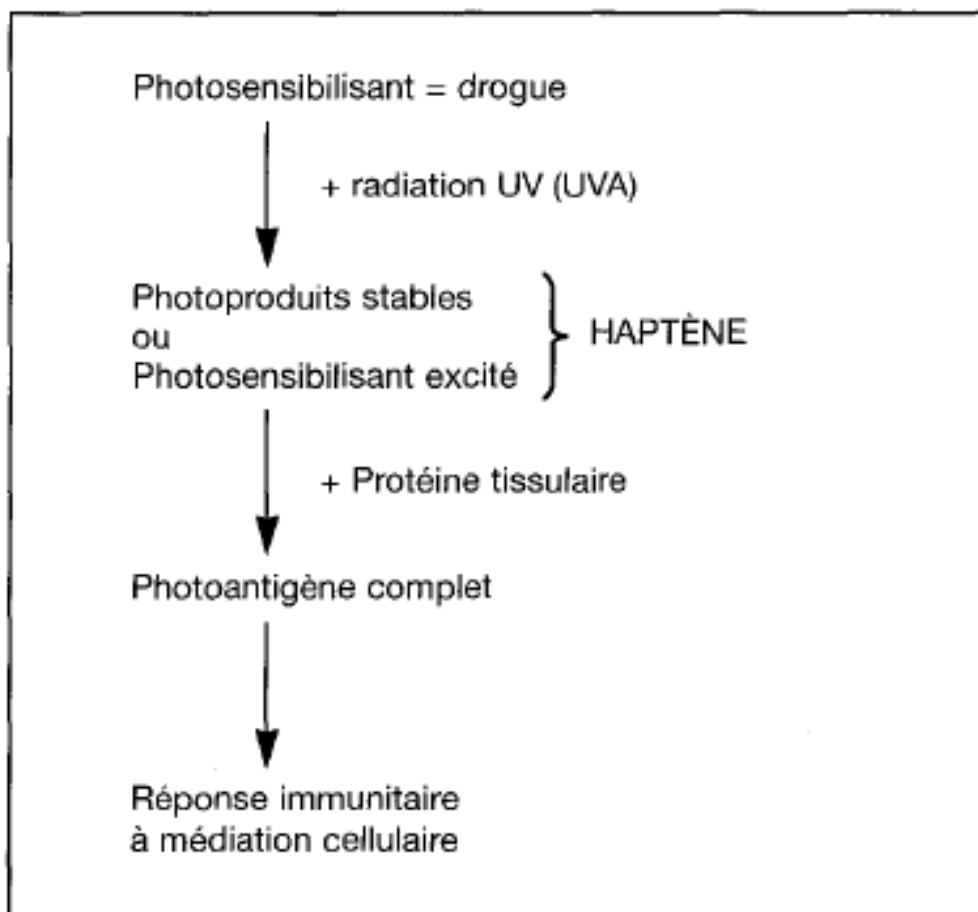 Photosensibilisant = drogue
+ radiation UV (UVA)
Photoproduits stables
ou
Photosensibilisant excité
HAPTÈNE
+ Protéine tissulaire
Photoantigène complet
Réponse immunitaire
à médiation cellulaire